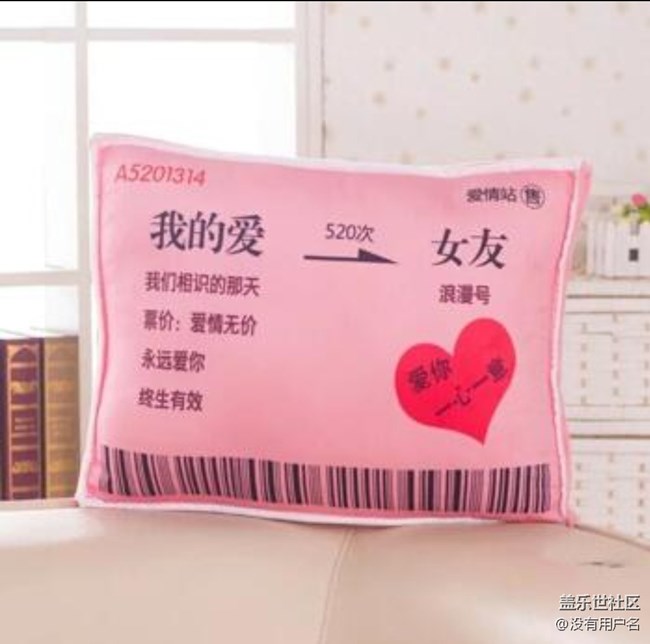 A5201314
爱情站 售
我的爱 520次 女友
浪漫号
我们相识的那天
票价：爱情无价
永远爱你
终生有效
爱你
一心一意
盖乐世社区
@没有用户名